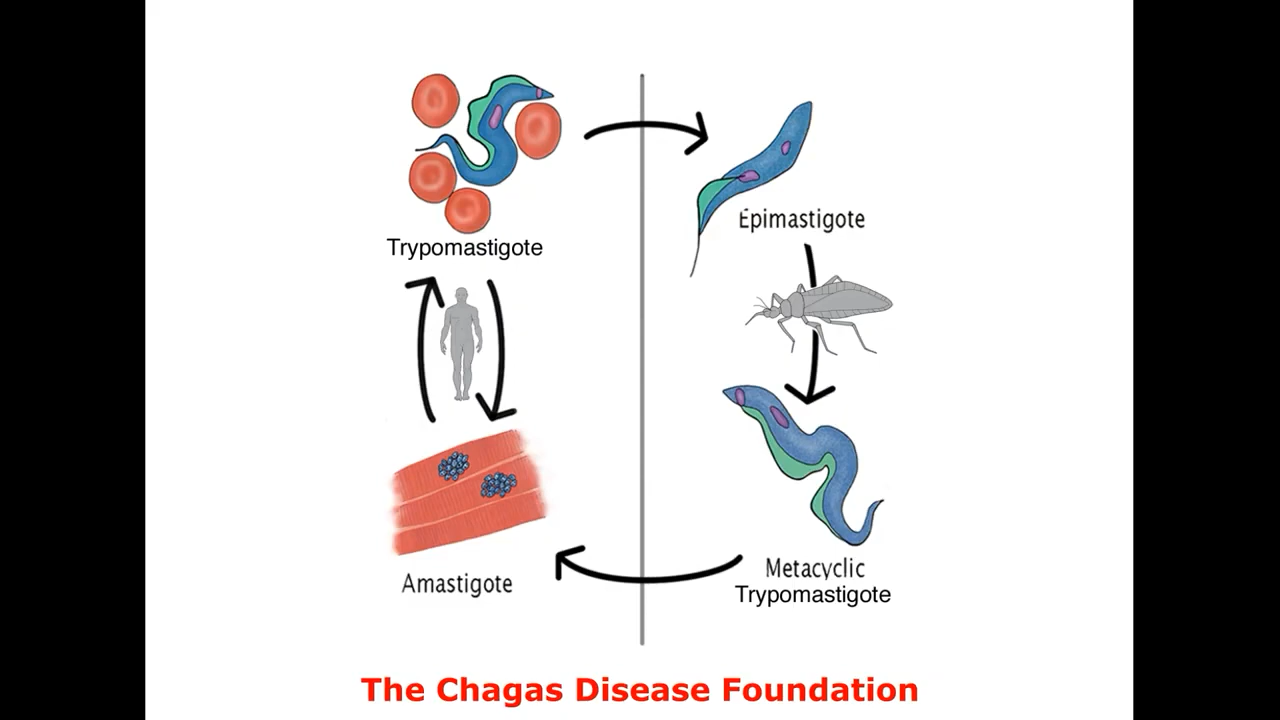 Trypomastigote
Epimastigote
Amastigote
Metacyclic
Trypomastigote
The Chagas Disease Foundation